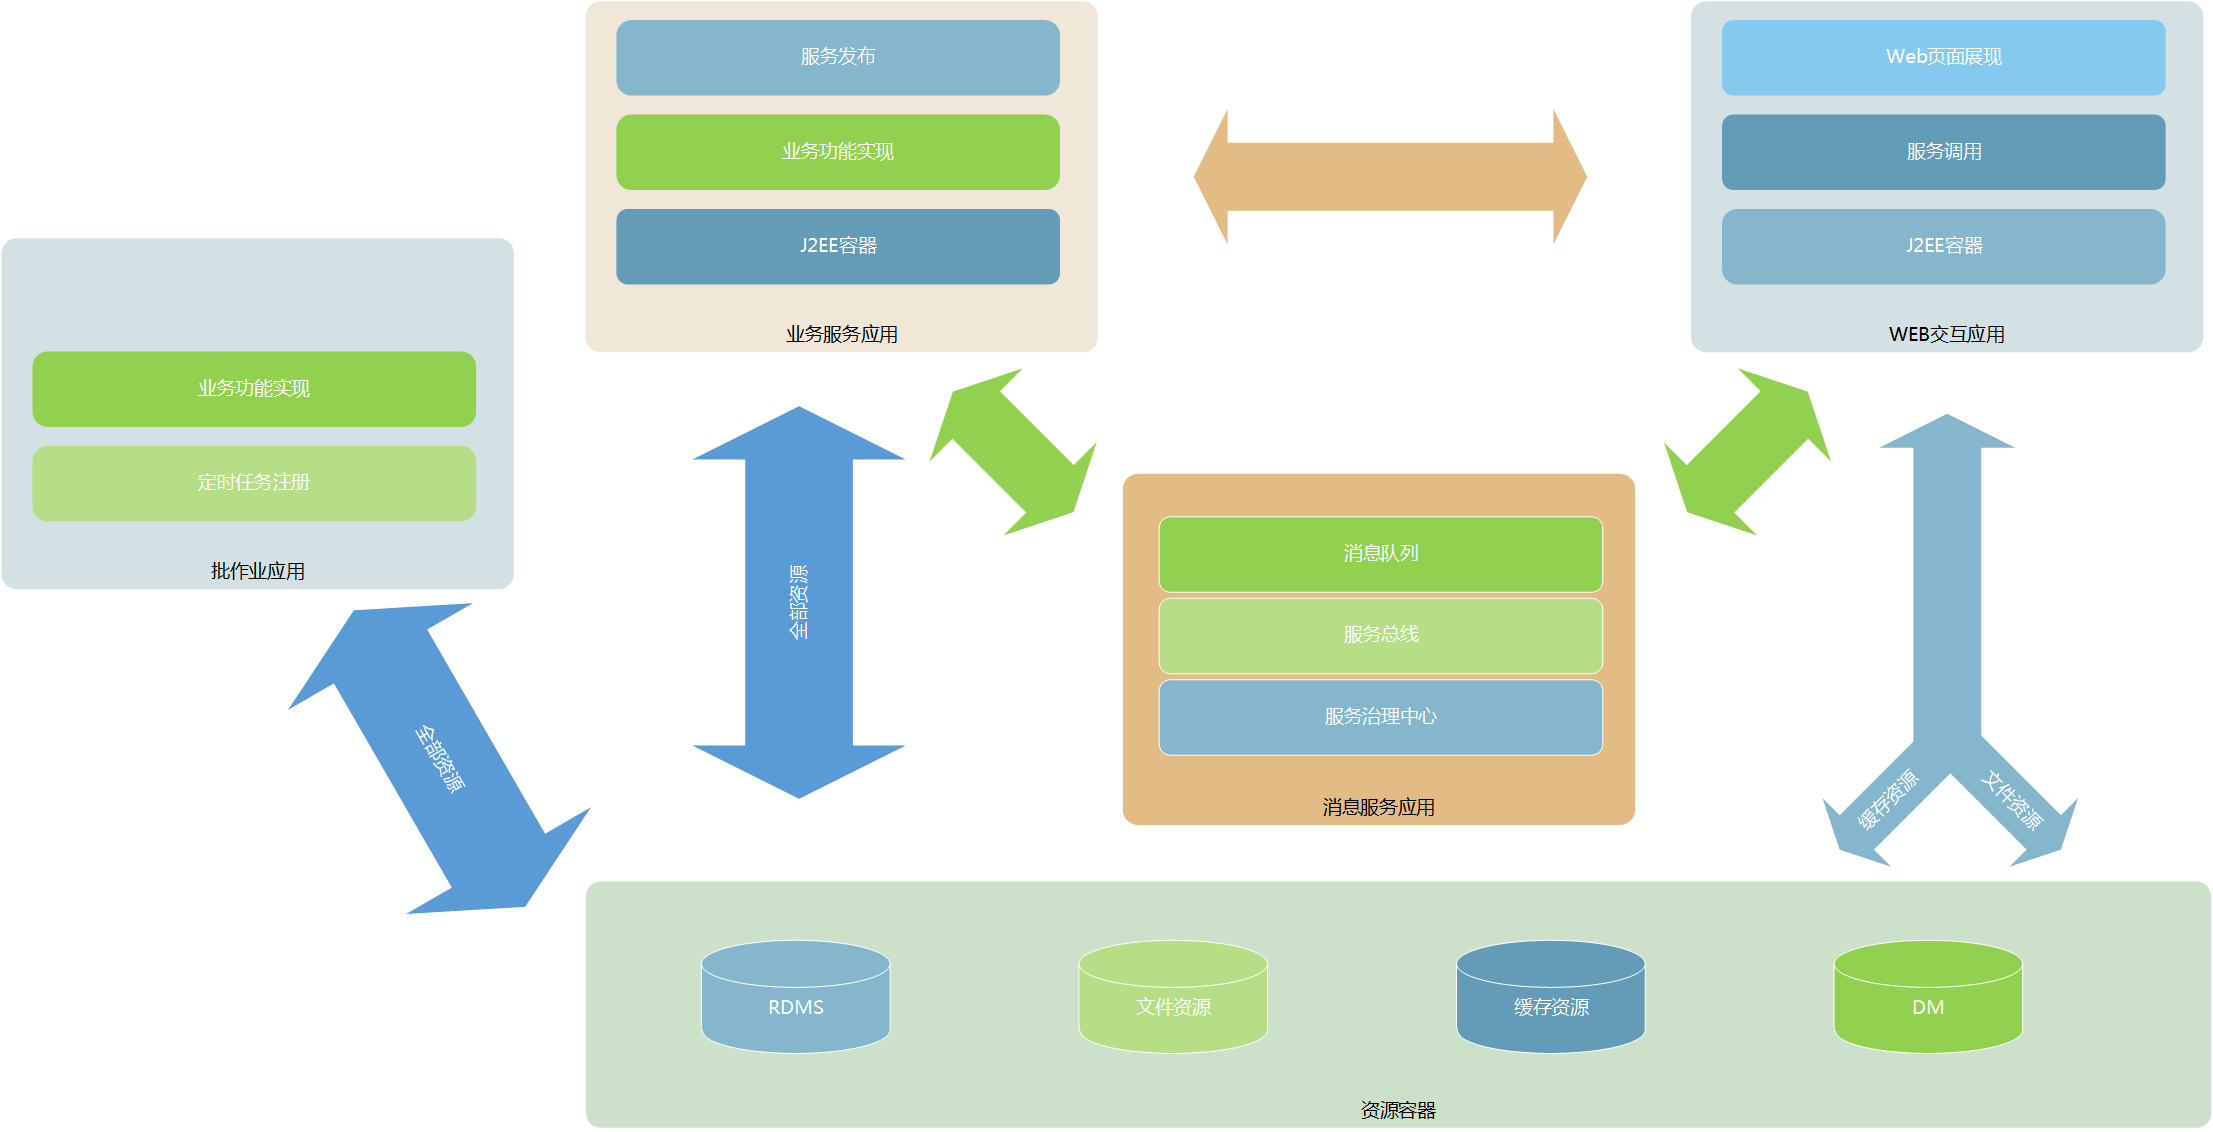 服务发布
业务功能实现
J2EE容器
业务服务应用
Web页面展现
服务调用
J2EE容器
WEB交互应用
业务功能实现
定时任务注册
批作业应用
全部资源
全部资源
消息队列
服务总线
服务治理中心
消息服务应用
缓存资源
文件资源
RDMS
文件资源
缓存资源
DM
资源容器